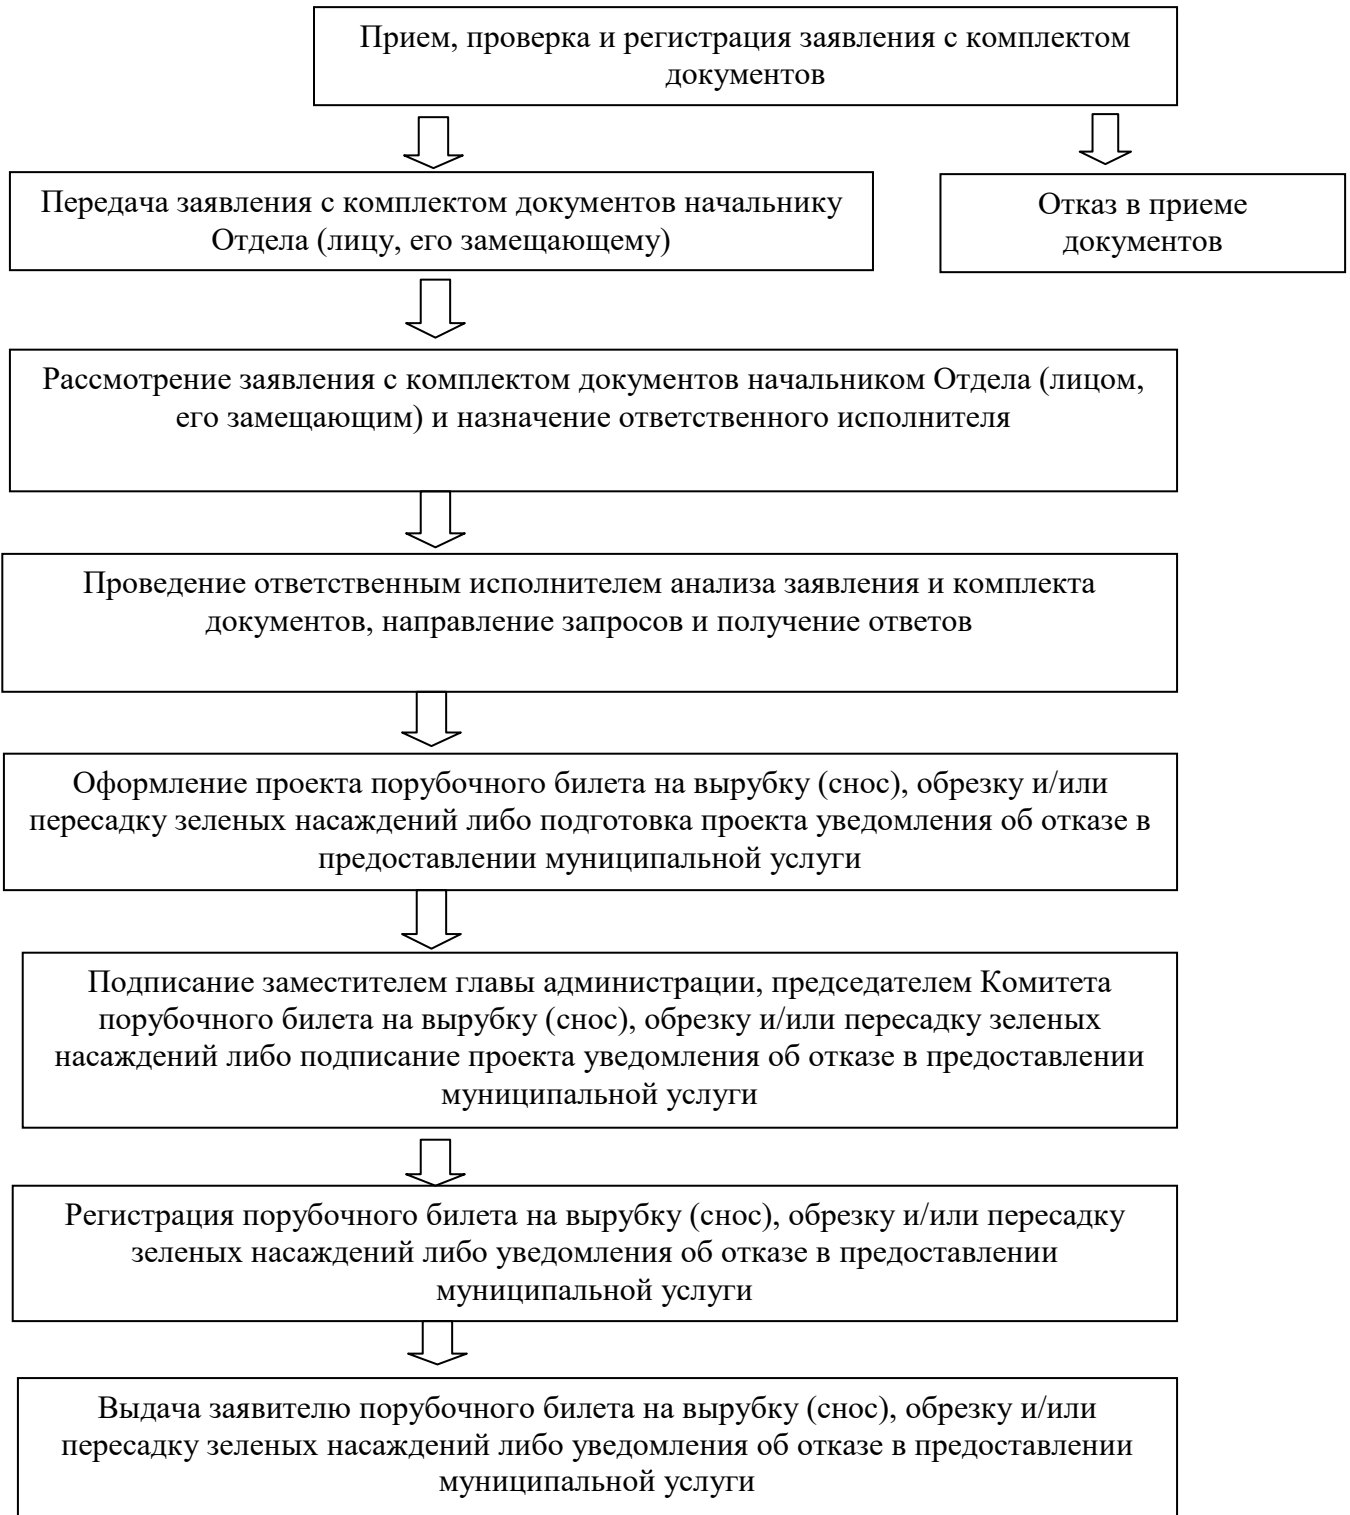 Прием, проверка и регистрация заявления с комплектом
документов
Передача заявления с комплектом документов начальнику
Отдела (лицу, его замещающему)
Отказ в приеме
документов
Рассмотрение заявления с комплектом документов начальником Отдела (лицом,
его замещающим) и назначение ответственного исполнителя
Проведение ответственным исполнителем анализа заявления и комплекта
документов, направление запросов и получение ответов
Оформление проекта порубочного билета на вырубку (снос), обрезку и/или
пересадку зеленых насаждений либо подготовка проекта уведомления об отказе в
предоставлении муниципальной услуги
Подписание заместителем главы администрации, председателем Комитета
порубочного билета на вырубку (снос), обрезку и/или пересадку зеленых
насаждений либо подписание проекта уведомления об отказе в предоставлении
муниципальной услуги
Регистрация порубочного билета на вырубку (снос), обрезку и/или пересадку
зеленых насаждений либо уведомления об отказе в предоставлении
муниципальной услуги
Выдача заявителю порубочного билета на вырубку (снос), обрезку и/или
пересадку зеленых насаждений либо уведомления об отказе в предоставлении
муниципальной услуги